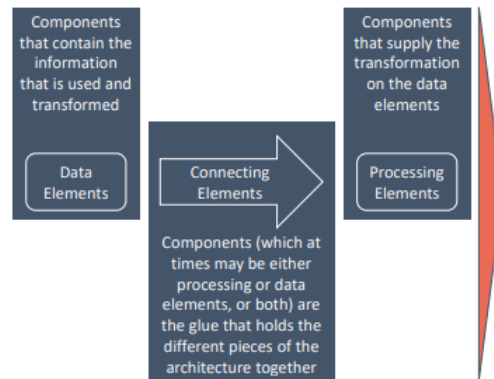 Components
that contain the
information
that is used and
transformed
Data
Elements
Connecting
Elements
Components (which at
times may be either
processing or data
elements, or both) are
the glue that holds the
different pieces of the
architecture together
Components
that supply the
transformation
on the data
elements
Processing
Elements